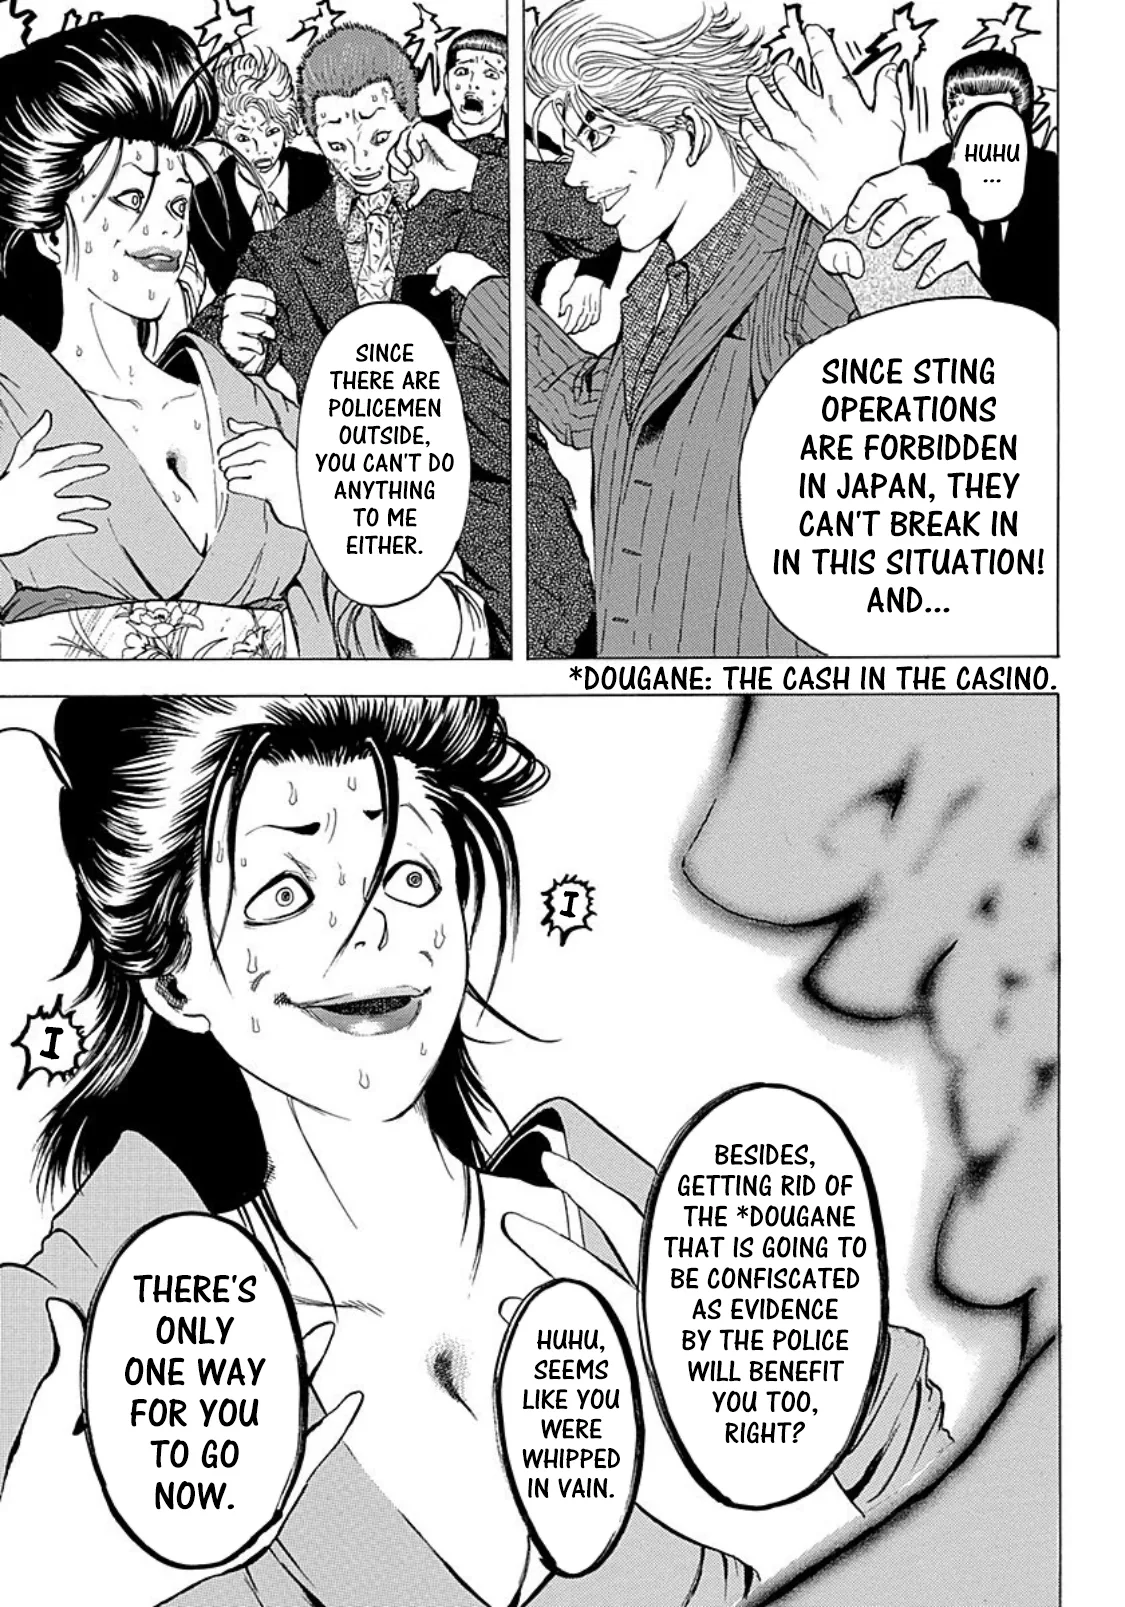 HUHU
...
SINCE STING
OPERATIONS
ARE FORBIDDEN
IN JAPAN, THEY
CAN'T BREAK IN
IN THIS SITUATION!
AND...
SINCE
THERE ARE
POLICEMEN
OUTSIDE,
YOU CAN'T DO
ANYTHING
TO ME
EITHER.
*DOUGANE: THE CASH IN THE CASINO.
BESIDES,
GETTING RID OF
THE *DOUGANE
THAT IS GOING TO
BE CONFISCATED
AS EVIDENCE
BY THE POLICE
WILL BENEFIT
YOU TOO,
RIGHT?
I
HUHU,
SEEMS
LIKE YOU
WERE
WHIPPED
IN VAIN.
I
THERE'S
ONLY
ONE WAY
FOR YOU
TO GO
NOW.